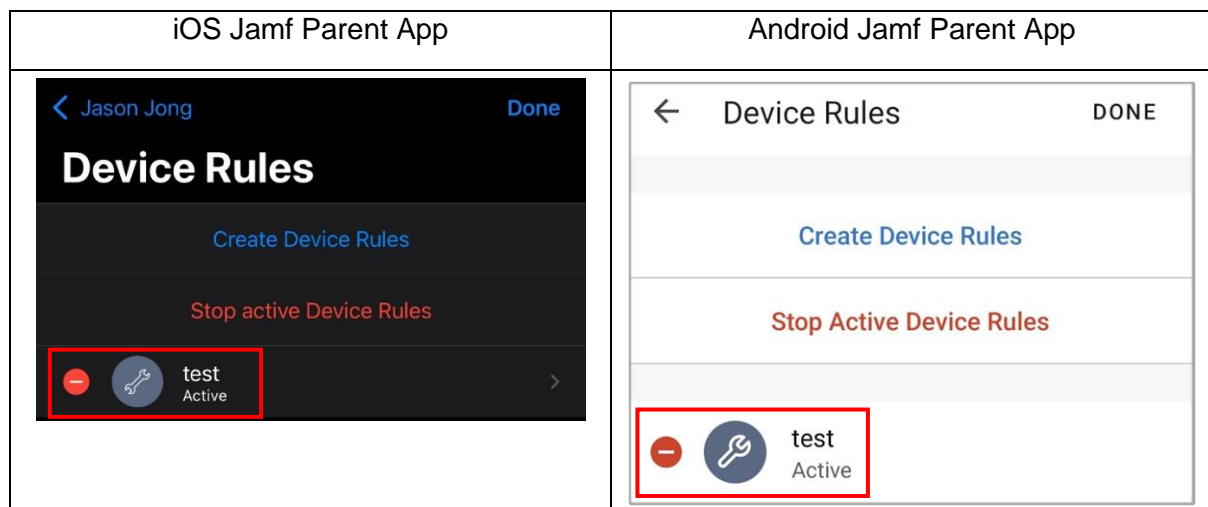 iOS Jamf Parent App
Jason Jong
Done
Device Rules
Create Device Rules
Stop active Device Rules
test
Active
Android Jamf Parent App
Device Rules
DONE
Create Device Rules
Stop Active Device Rules
test
Active